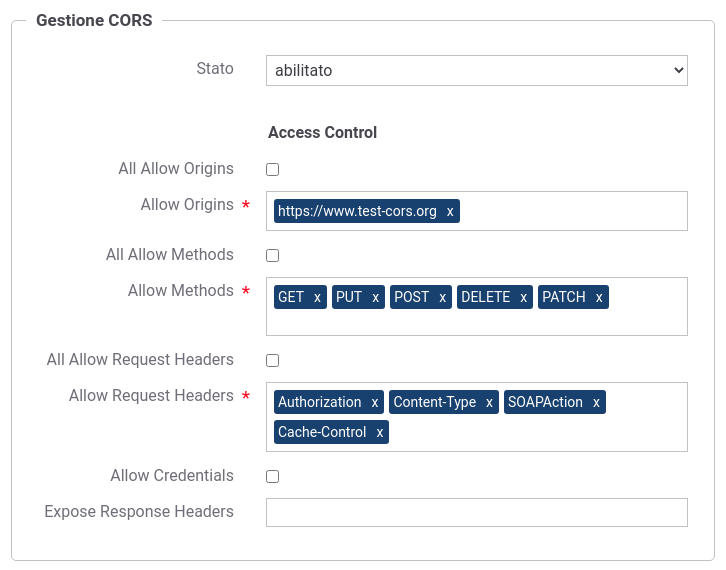 Gestione CORS
Stato abilitato
Access Control
All Allow Origins
Allow Origins * https://www.test-cors.org x
All Allow Methods
Allow Methods * GET x PUT x POST x DELETE x PATCH x
All Allow Request Headers
Allow Request Headers * Authorization x Content-Type x SOAPAction x
Cache-Control x
Allow Credentials
Expose Response Headers